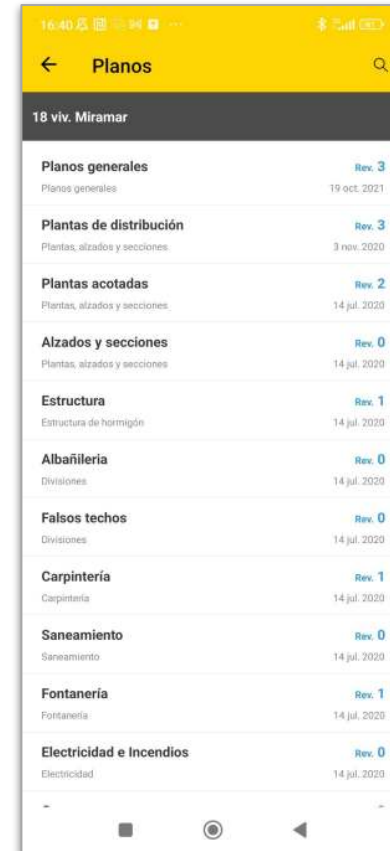 16:40
Planos
18 viv. Miramar
Planos generales Rev. 3
Planos generales 19 oct. 2021
Plantas de distribución Rev. 3
Plantas, alzados y secciones 3 nov. 2020
Plantas acotadas Rev. 2
Plantas, alzados y secciones 14 jul. 2020
Alzados y secciones Rev. 0
Plantas, alzados y secciones 14 jul. 2020
Estructura Rev. 1
Estructura de hormigón 14 jul. 2020
Albañileria Rev. 0
Divisiones 14 jul. 2020
Falsos techos Rev. 0
Divisiones 14 jul. 2020
Carpintería Rev. 1
Carpintería 14 jul. 2020
Saneamiento Rev. 0
Saneamiento 14 jul. 2020
Fontanería Rev. 1
Fontanería 14 jul. 2020
Electricidad e Incendios Rev. 0
Electricidad 14 jul. 2020